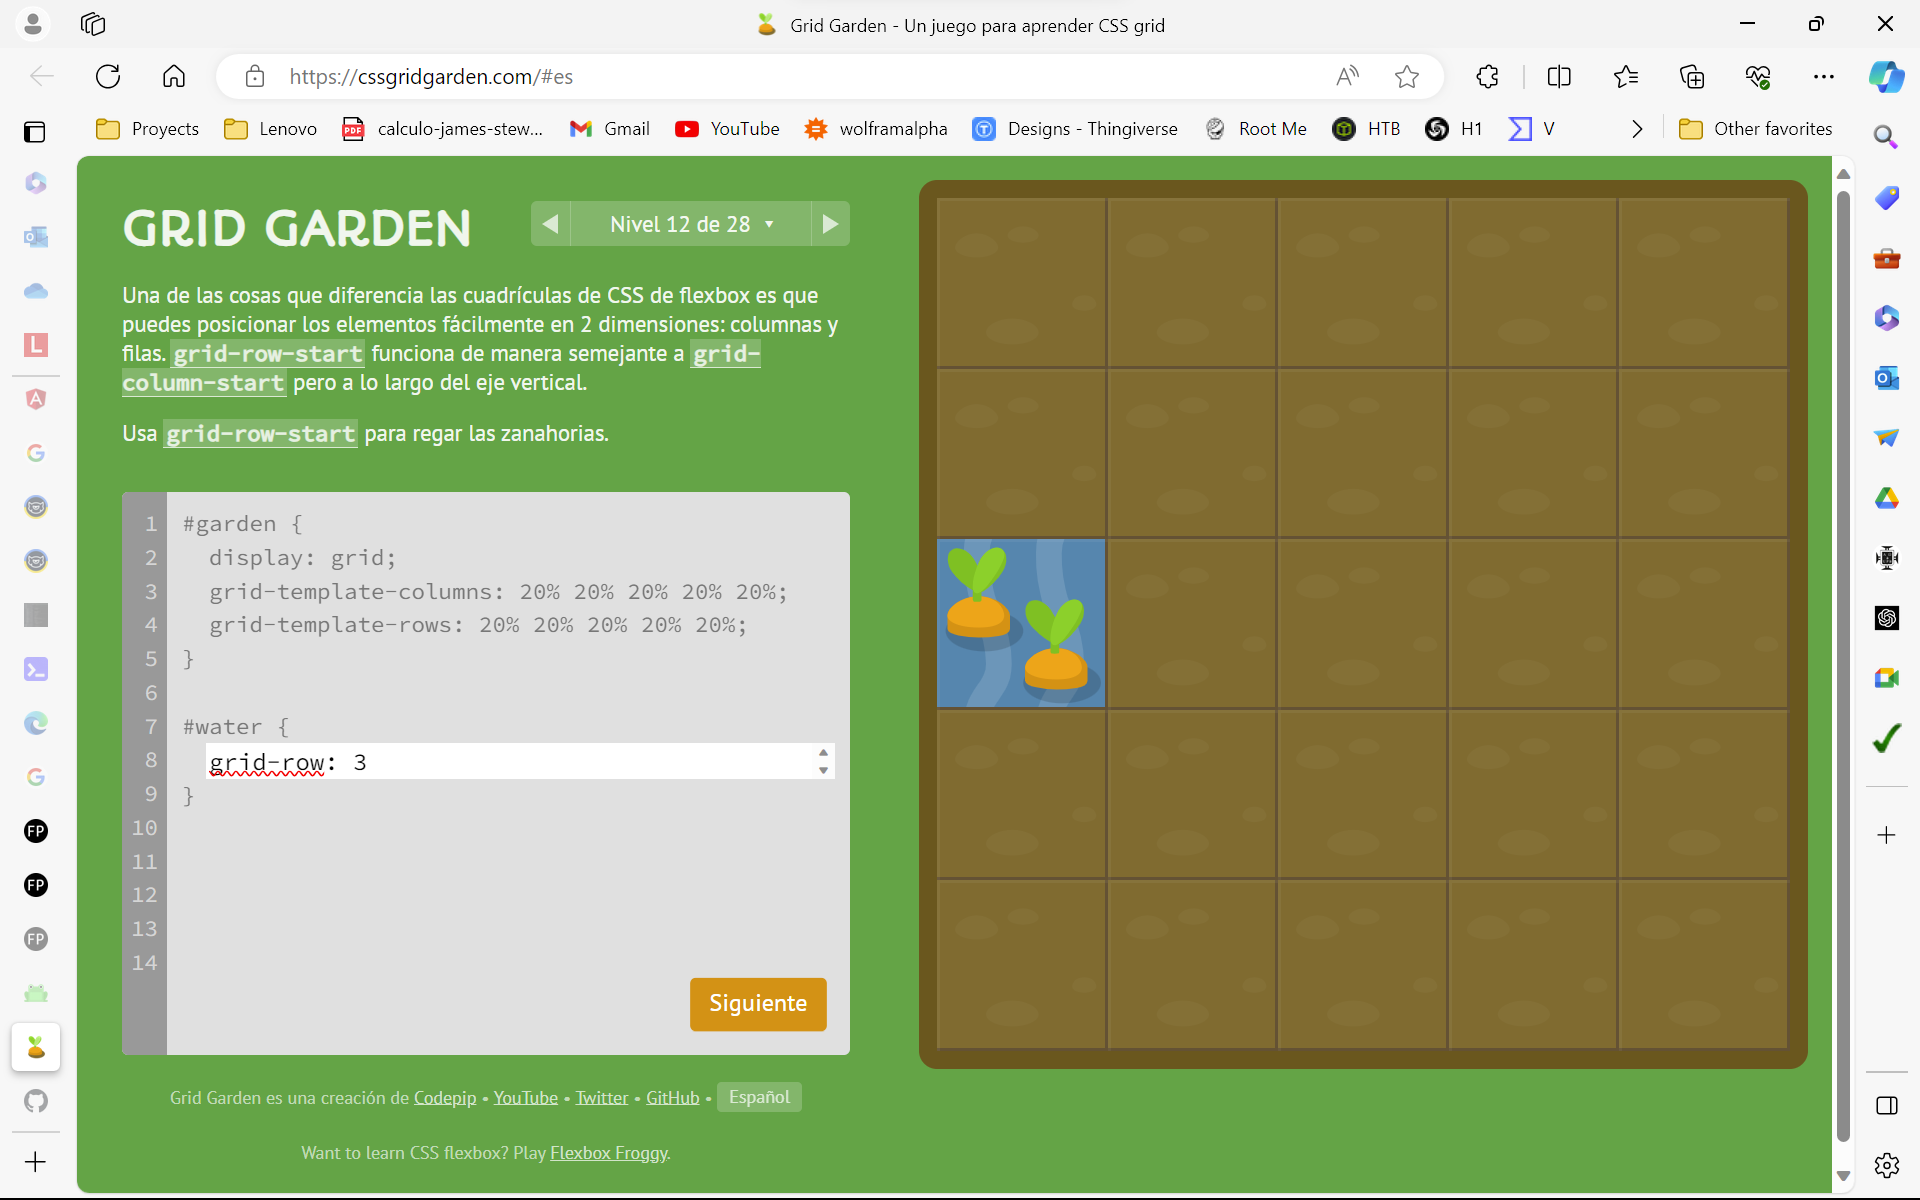 Grid Garden - Un juego para aprender CSS grid
https://cssgridgarden.com/#es
Proyects
Lenovo
PDF
calculo-james-stew...
Gmail
YouTube
wolframalpha
Designs - Thingiverse
Root Me
HTB
H1
V
Other favorites
GRID GARDEN
Nivel 12 de 28
Una de las cosas que diferencia las cuadrículas de CSS de flexbox es que
puedes posicionar los elementos fácilmente en 2 dimensiones: columnas y
filas. grid-row-start funciona de manera semejante a grid-
column-start pero a lo largo del eje vertical.
Usa grid-row-start para regar las zanahorias.
1 #garden {
2 display: grid;
3 grid-template-columns: 20% 20% 20% 20% 20%;
4 grid-template-rows: 20% 20% 20% 20% 20%;
5 }
6
7 #water {
8 grid-row: 3
9 }
10
11
12
13
14
Siguiente
Grid Garden es una creación de Codepip • YouTube • Twitter • GitHub • Español
Want to learn CSS flexbox? Play Flexbox Froggy.
L
A
FP
FP
FP